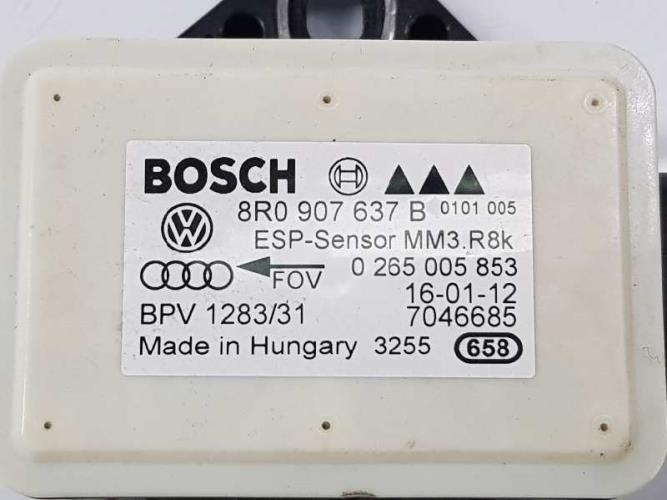 BOSCH
8R0 907 637 B 0101 005
ESP-Sensor MM3.R8k
FOV 0 265 005 853
16-01-12
BPV 1283/31 7046685
Made in Hungary 3255 658